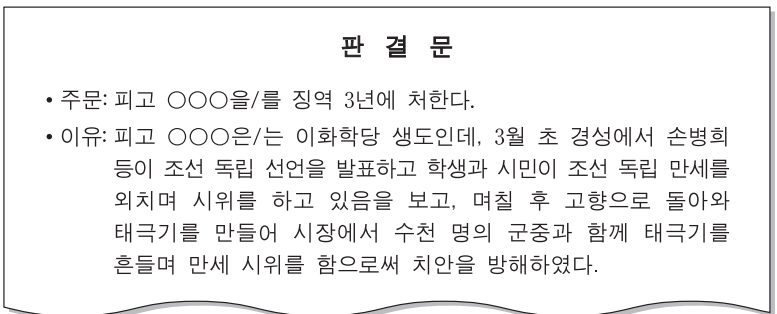 판 결 문
• 주문: 피고 ○○○을/를 징역 3년에 처한다.
• 이유: 피고 ○○○은/는 이화학당 생도인데, 3월 초 경성에서 손병희
등이 조선 독립 선언을 발표하고 학생과 시민이 조선 독립 만세를
외치며 시위를 하고 있음을 보고, 며칠 후 고향으로 돌아와
태극기를 만들어 시장에서 수천 명의 군중과 함께 태극기를
흔들며 만세 시위를 함으로써 치안을 방해하였다.